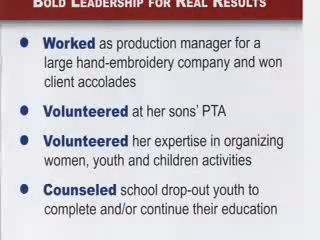 BOLD LEADERSHIP FOR REAL RESULTS
• Worked as production manager for a
large hand-embroidery company and won
client accolades
• Volunteered at her sons' PTA
• Volunteered her expertise in organizing
women, youth and children activities
• Counseled school drop-out youth to
complete and/or continue their education